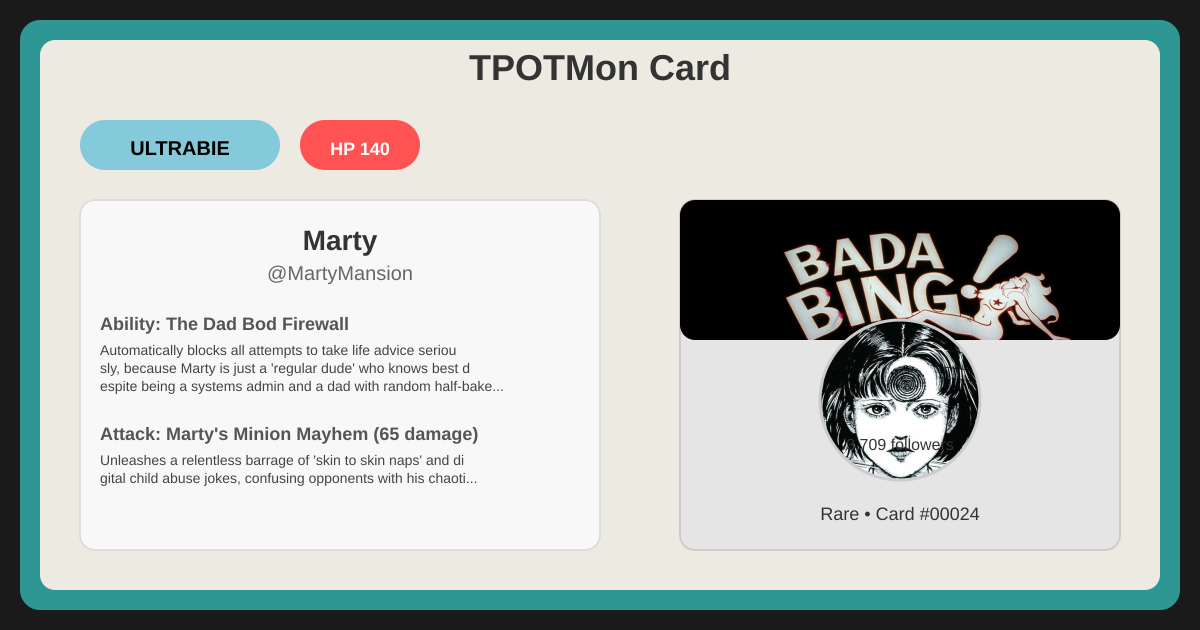 TPOTMon Card
ULTRABIE
HP 140
Marty
@MartyMansion
Ability: The Dad Bod Firewall
Automatically blocks all attempts to take life advice seriou
sly, because Marty is just a 'regular dude' who knows best d
espite being a systems admin and a dad with random half-bake...
Attack: Marty's Minion Mayhem (65 damage)
Unleashes a relentless barrage of 'skin to skin naps' and di
gital child abuse jokes, confusing opponents with his chaoti...
BADA
BING!
followers
Rare • Card #00024